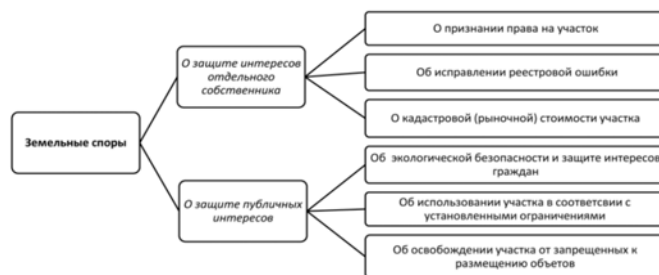 Земельные споры
О защите интересов
отдельного
собственника
О признании права на участок
Об исправлении реестровой ошибки
О кадастровой (рыночной) стоимости участка
О защите публичных
интересов
Об экологической безопасности и защите интересов
граждан
Об использовании участка в соответсвии с
установленными ограничениями
Об освобождении участка от запрещенных к
размещению объетов